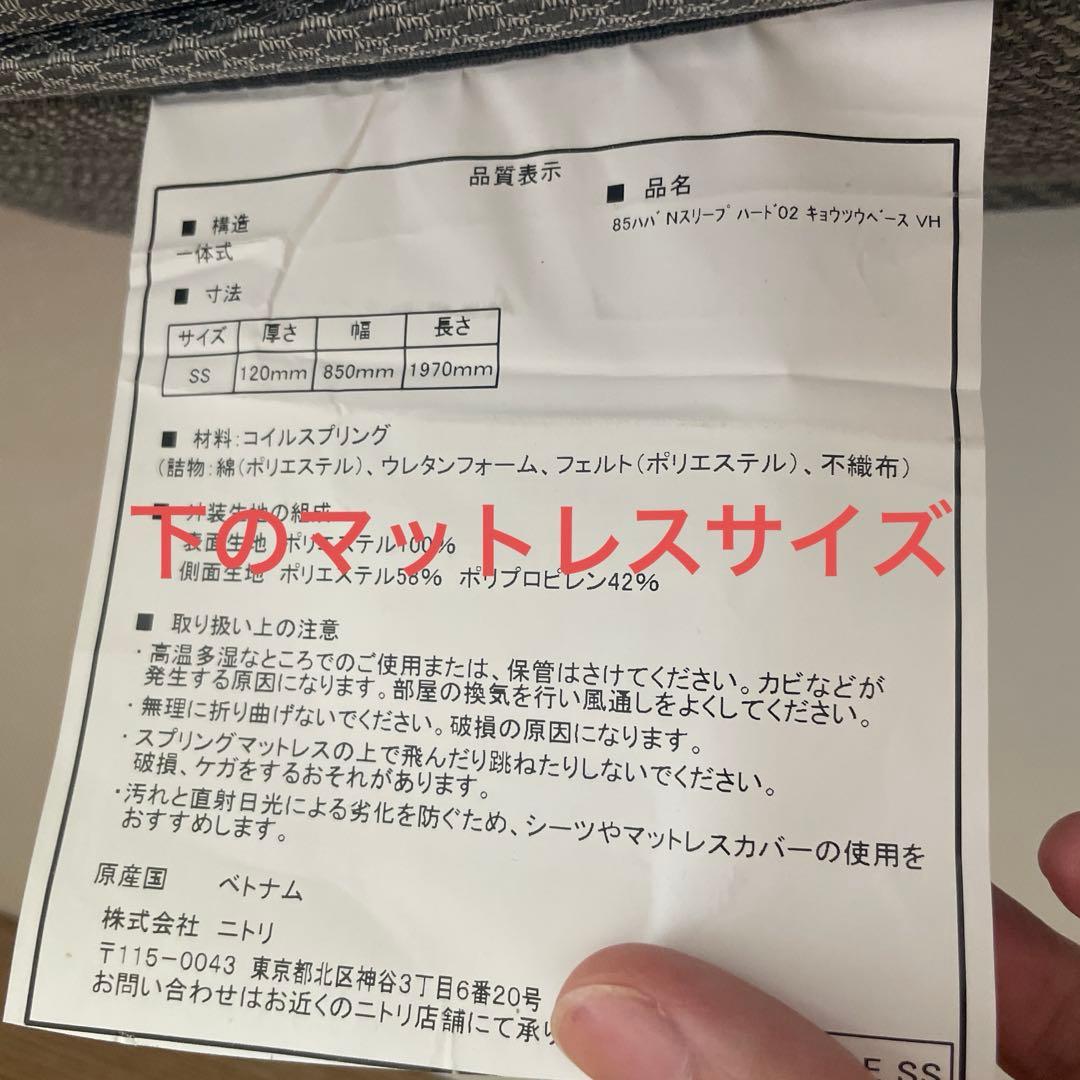 品質表示
■ 品名
85ﾊﾊﾞ Nｽﾘｰﾌﾟ ﾊｰﾄﾞ02 ｷｮｳﾂｳﾍﾞｰｽ VH
■ 構造
一体式
■ 寸法
サイズ 厚さ 幅 長さ
SS 120mm 850mm 1970mm
■ 材料:コイルスプリング
(詰物:綿(ポリエステル)、ウレタンフォーム、フェルト(ポリエステル)、不織布)
■ 外装生地の組成
下のマットレスサイズ
表面生地 ポリエステル100%
側面生地 ポリエステル58% ポリプロピレン42%
■ 取り扱い上の注意
・高温多湿なところでのご使用または、保管はさけてください。カビなどが
発生する原因になります。部屋の換気を行い風通しをよくしてください。
・無理に折り曲げないでください。破損の原因になります。
・スプリングマットレスの上で飛んだり跳ねたりしないでください。
破損、ケガをするおそれがあります。
・汚れと直射日光による劣化を防ぐため、シーツやマットレスカバーの使用を
おすすめします。
原産国 ベトナム
株式会社 ニトリ
〒115-0043 東京都北区神谷3丁目6番20号
お問い合わせはお近くのニトリ店舗にて承り
SS